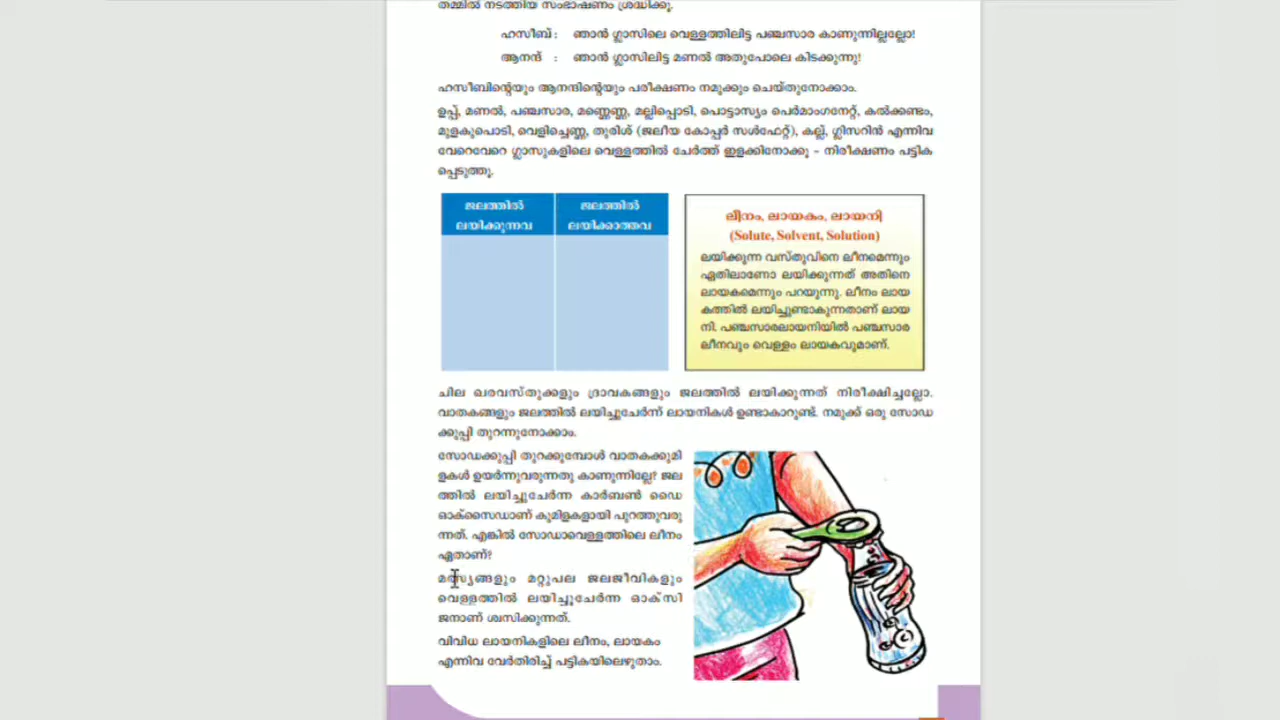 തമ്മിൽ നടത്തിയ സംഭാഷണം ശ്രദ്ധിക്കൂ.
ഹസീബ് : ഞാൻ ഗ്ലാസിലെ വെള്ളത്തിലിട്ട പഞ്ചസാര കാണുന്നില്ലല്ലോ!
ആനന്ദ് : ഞാൻ ഗ്ലാസിലിട്ട മണൽ അതുപോലെ കിടക്കുന്നു!
ഹസീബിന്റെയും ആനന്ദിന്റെയും പരീക്ഷണം നമുക്കും ചെയ്തുനോക്കാം.
ഉപ്പ്, മണൽ, പഞ്ചസാര, മണ്ണെണ്ണ, മല്ലിപ്പൊടി, പൊട്ടാസ്യം പെർമാംഗനേറ്റ്, കൽക്കണ്ടം,
മുളകുപൊടി, വെളിച്ചെണ്ണ, തുരിശ് (ജലീയ കോപ്പർ സൾഫേറ്റ്), കല്ല്, ഗ്ലിസറിൻ എന്നിവ
വേറെവേറെ ഗ്ലാസുകളിലെ വെള്ളത്തിൽ ചേർത്ത് ഇളക്കിനോക്കൂ - നിരീക്ഷണം പട്ടിക
പ്പെടുത്തൂ.
ജലത്തിൽ ലയിക്കുന്നവ
ജലത്തിൽ ലയിക്കാത്തവ
ലീനം, ലായകം, ലായനി
(Solute, Solvent, Solution)
ലയിക്കുന്ന വസ്തുവിനെ ലീനമെന്നും
ഏതിലാണോ ലയിക്കുന്നത് അതിനെ
ലായകമെന്നും പറയുന്നു. ലീനം ലായ
കത്തിൽ ലയിച്ചുണ്ടാകുന്നതാണ് ലായ
നി. പഞ്ചസാരലായനിയിൽ പഞ്ചസാര
ലീനവും വെള്ളം ലായകവുമാണ്.
ചില ഖരവസ്തുക്കളും ദ്രാവകങ്ങളും ജലത്തിൽ ലയിക്കുന്നത് നിരീക്ഷിച്ചല്ലോ.
വാതകങ്ങളും ജലത്തിൽ ലയിച്ചുചേർന്ന് ലായനികൾ ഉണ്ടാകാറുണ്ട്. നമുക്ക് ഒരു സോഡ
ക്കുപ്പി തുറന്നുനോക്കാം.
സോഡക്കുപ്പി തുറക്കുമ്പോൾ വാതകക്കുമി
ളകൾ ഉയർന്നുവരുന്നതു കാണുന്നില്ലേ? ജല
ത്തിൽ ലയിച്ചുചേർന്ന കാർബൺ ഡൈ
ഓക്സൈഡാണ് കുമിളകളായി പുറത്തുവരു
ന്നത്. എങ്കിൽ സോഡാവെള്ളത്തിലെ ലീനം
ഏതാണ്?
മത്സ്യങ്ങളും മറ്റുപല ജലജീവികളും
വെള്ളത്തിൽ ലയിച്ചുചേർന്ന ഓക്സി
ജനാണ് ശ്വസിക്കുന്നത്.
വിവിധ ലായനികളിലെ ലീനം, ലായകം
എന്നിവ വേർതിരിച്ച് പട്ടികയിലെഴുതാം.